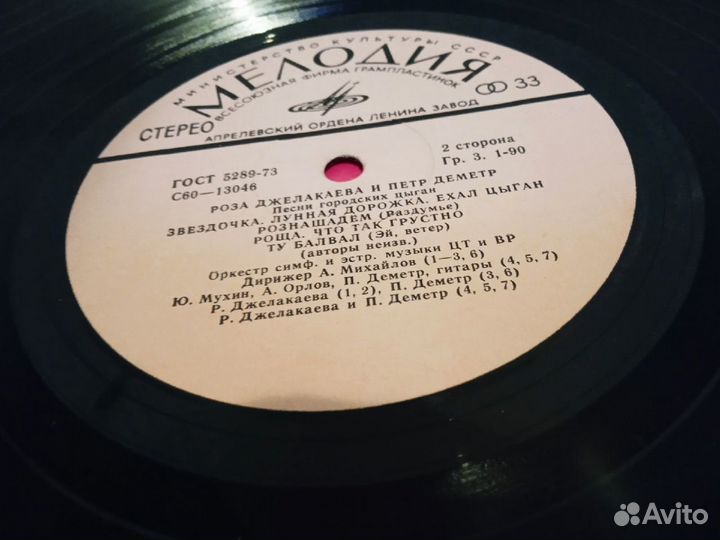 МИНИСТЕРСТВО КУЛЬТУРЫ СССР
МЕЛОДИЯ
ВСЕСОЮЗНАЯ ФИРМА ГРАМПЛАСТИНОК
СТЕРЕО
33
АПРЕЛЕВСКИЙ ОРДЕНА ЛЕНИНА ЗАВОД
ГОСТ 5289-73
С60—13046
2 сторона
Гр. 3. 1-90
РОЗА ДЖЕЛАКАЕВА И ПЕТР ДЕМЕТР
Песни городских цыган
ЗВЕЗДОЧКА. ЛУННАЯ ДОРОЖКА. ЕХАЛ ЦЫГАН
РОЗНАШАДЕМ (Раздумье)
РОЩА. ЧТО ТАК ГРУСТНО
ТУ БАЛВАЛ (Эй, ветер)
(авторы неизв.)
Оркестр симф. и эстр. музыки ЦТ и ВР
Дирижер А. Михайлов (1—3, 6)
Ю. Мухин, А. Орлов, П. Деметр, гитары (4, 5, 7)
Р. Джелакаева (1, 2), П. Деметр (3, 6)
Р. Джелакаева и П. Деметр (4, 5, 7)
Avito